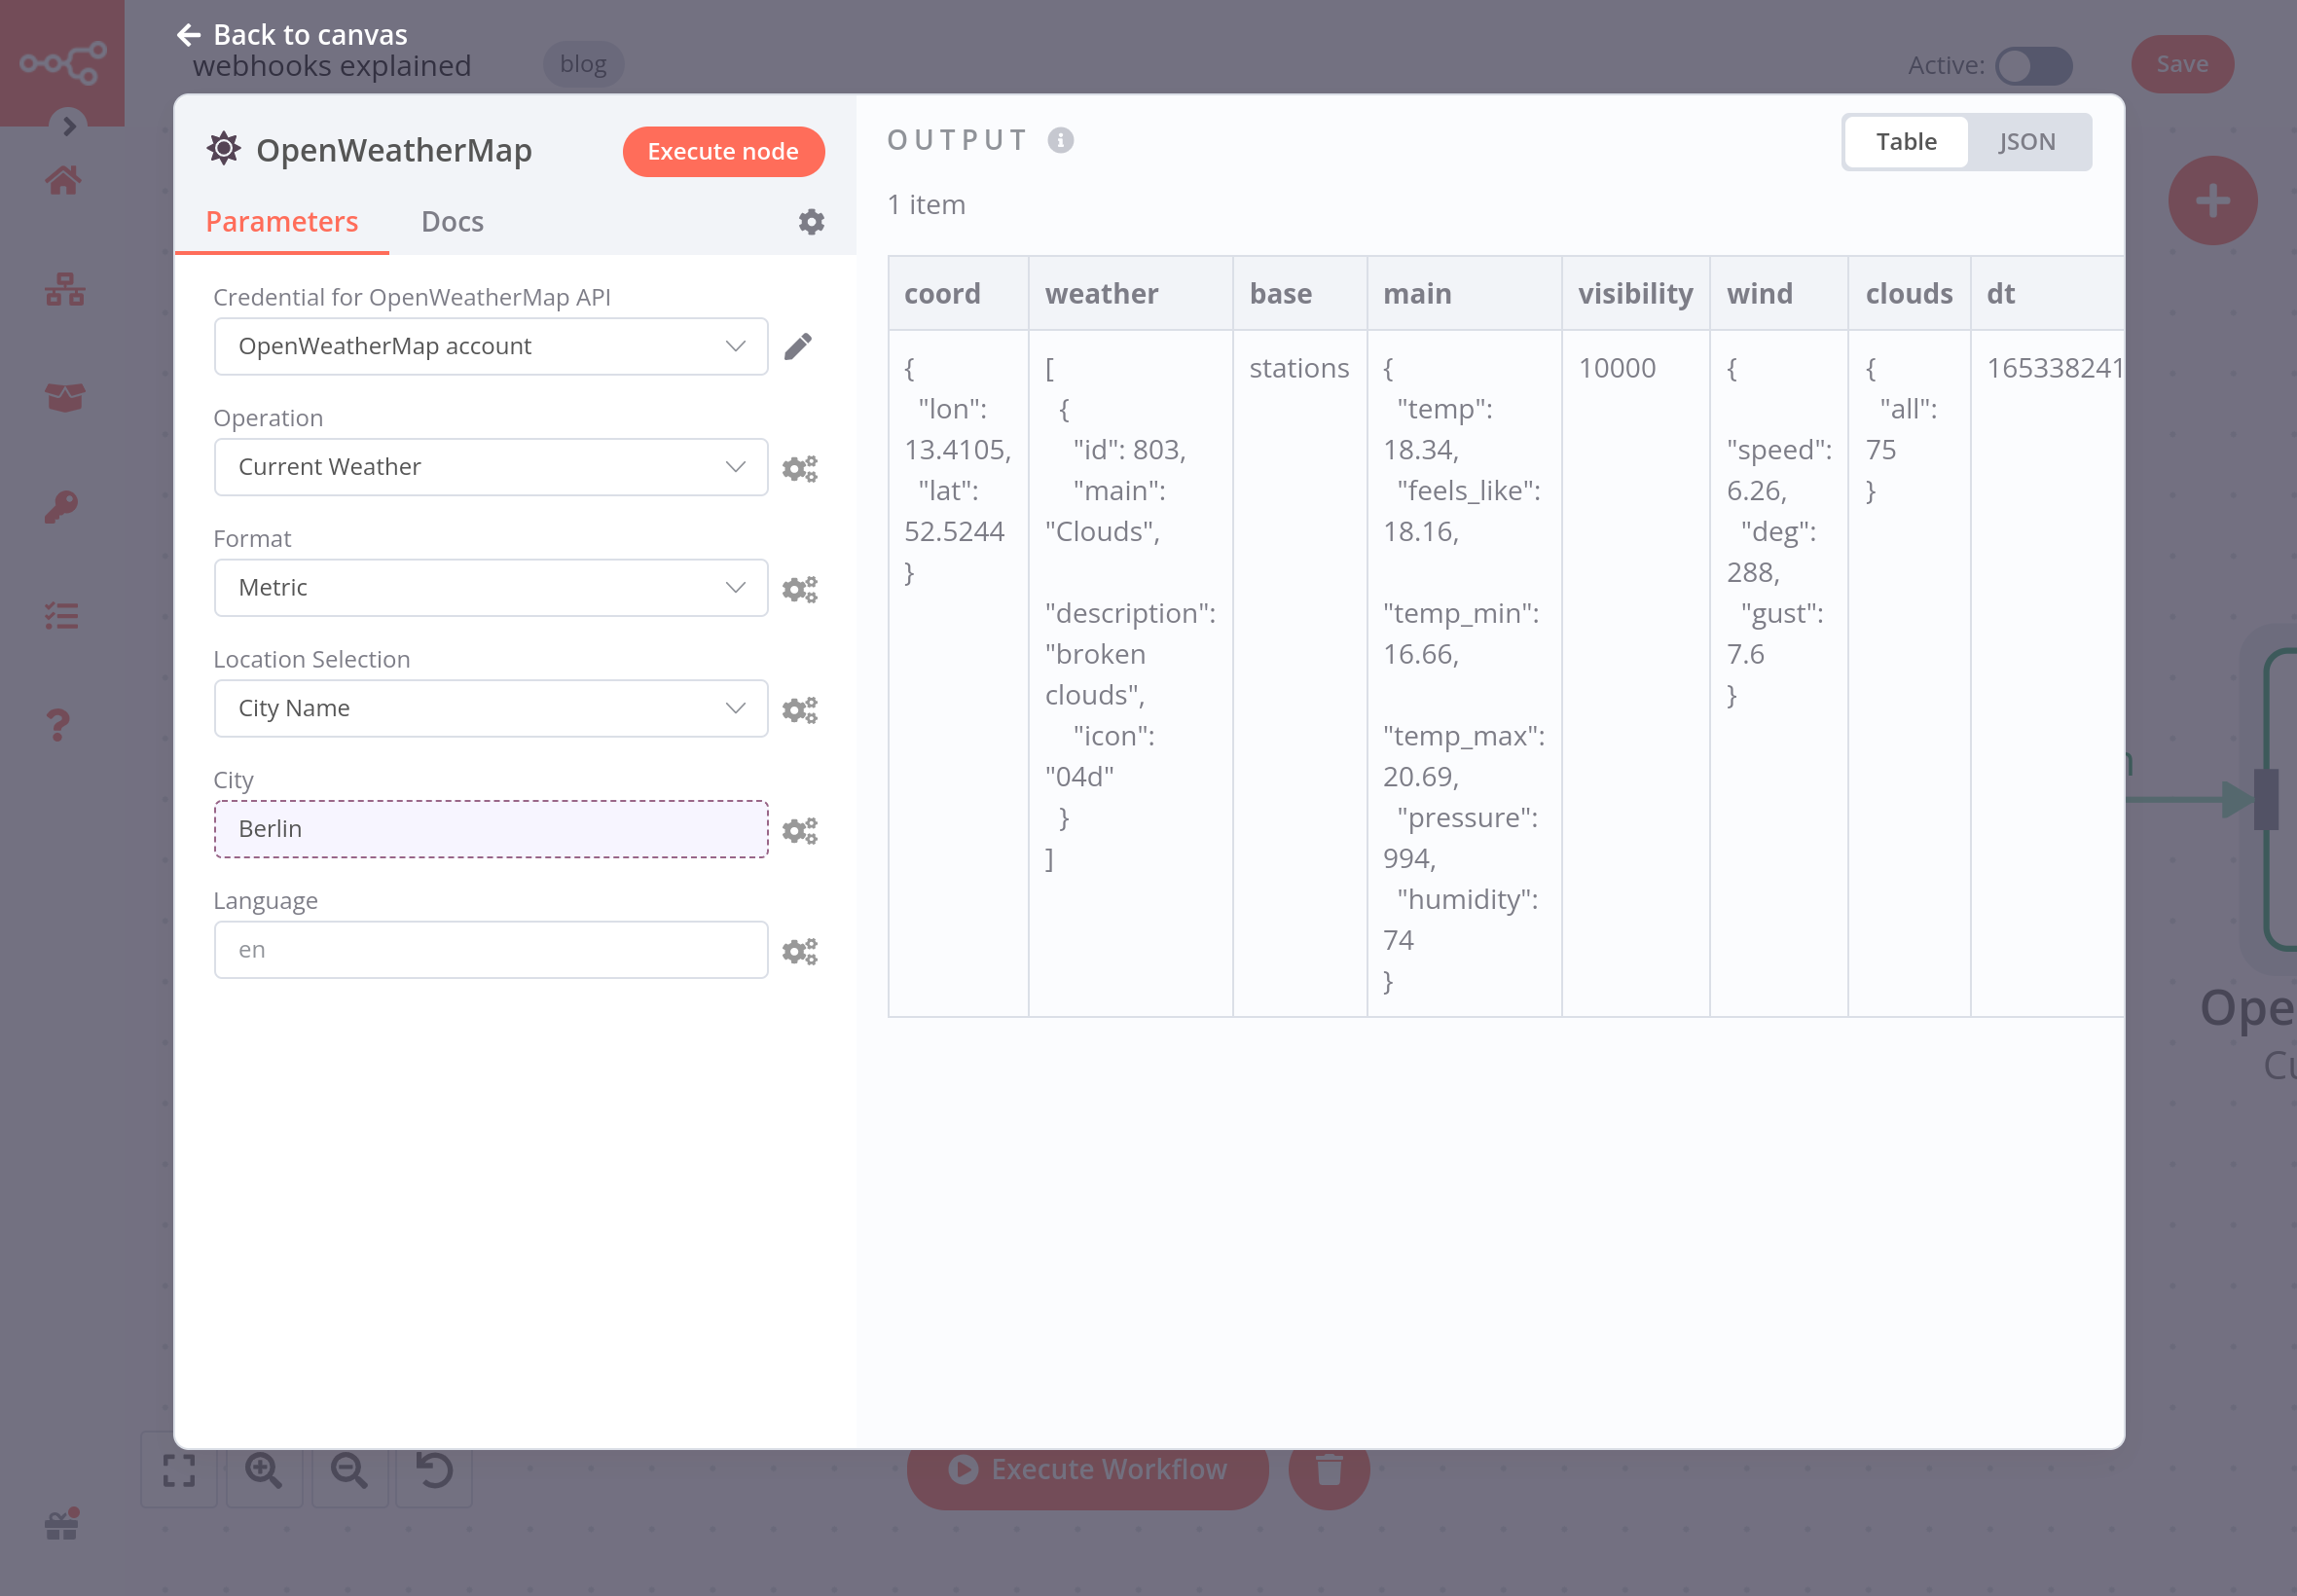 Back to canvas
webhooks explained
blog
Active:
Save
OpenWeatherMap
Execute node
Parameters
Docs
Credential for OpenWeatherMap API
OpenWeatherMap account
Operation
Current Weather
Format
Metric
Location Selection
City Name
City
Berlin
Language
en
OUTPUT
Table
JSON
1 item
coord
weather
base
main
visibility
wind
clouds
dt
{
"lon":
13.4105,
"lat":
52.5244
}
[
{
"id": 803,
"main":
"Clouds",
"description":
"broken
clouds",
"icon":
"04d"
}
]
stations
{
"temp":
18.34,
"feels_like":
18.16,
"temp_min":
16.66,
"temp_max":
20.69,
"pressure":
994,
"humidity":
74
}
10000
{
"speed":
6.26,
"deg":
288,
"gust":
7.6
}
{
"all":
75
}
165338241
Ope
Cu
Execute Workflow